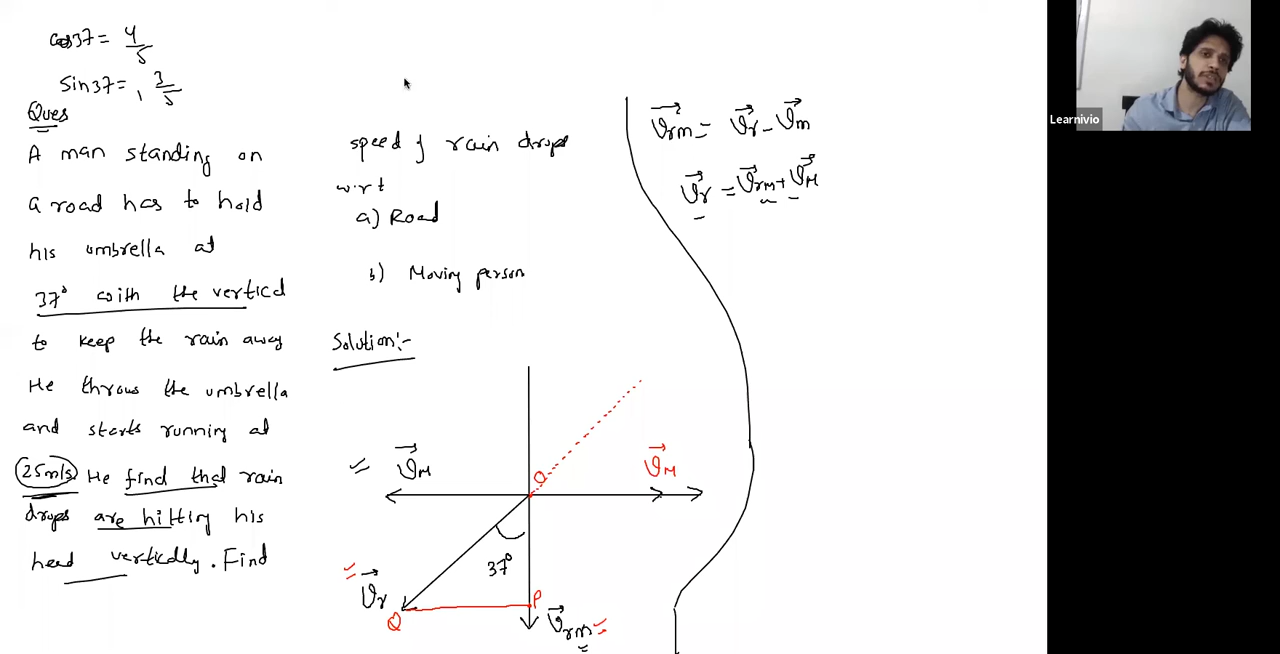 cos37 = 4/5
Sin37 = 3/5
Ques
A man standing on
a road has to hold
his umbrella at
37° with the vertical
to keep the rain away
He throws the umbrella
and starts running at
25m/s. He find that rain
drops are hitting his
head vertically. Find
speed of rain drops
w.r.t
a) Road
b) Moving person
Solution:-
V⃗rm = V⃗r - V⃗m
V⃗r = V⃗rm + V⃗M
V⃗M
V⃗M
O
37°
V⃗r
Q
P
V⃗rm
Learnivio